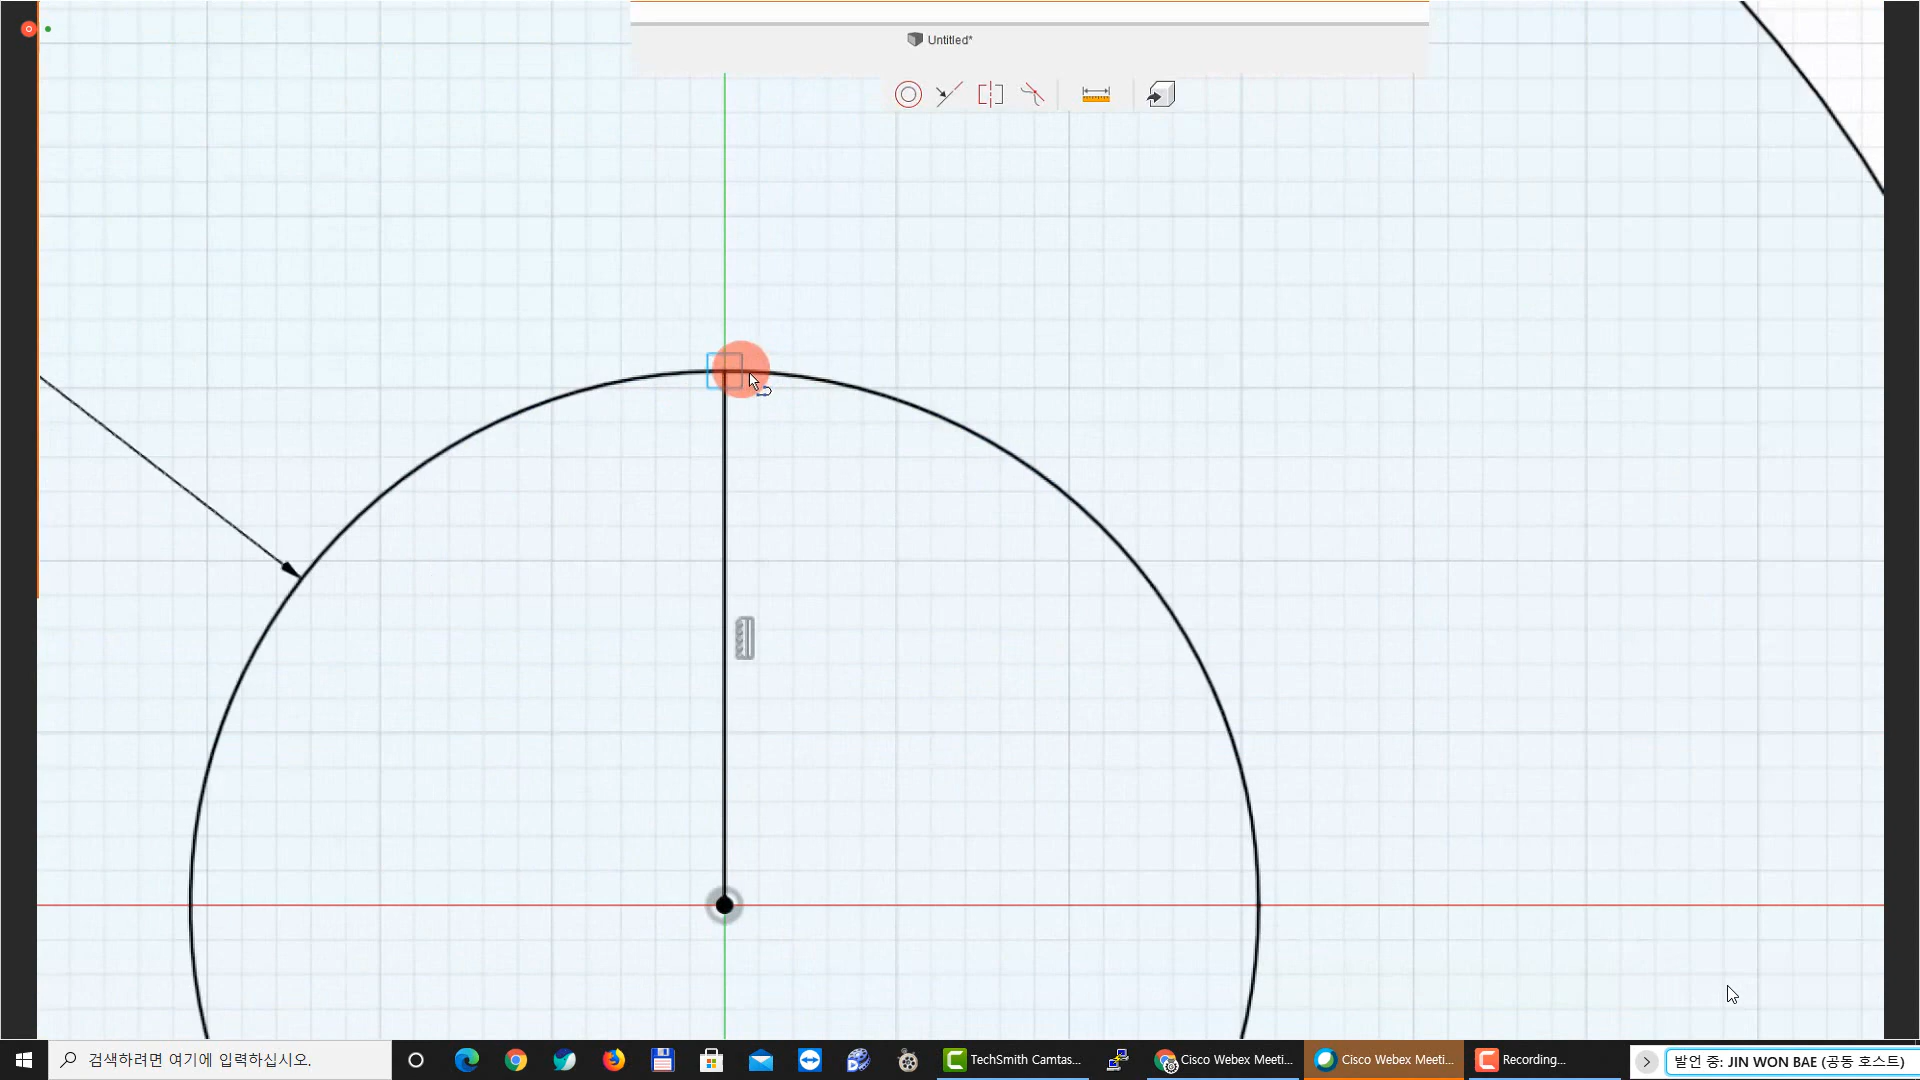 Untitled*
검색하려면 여기에 입력하십시오.
TechSmith Camtas...
Cisco Webex Meeti...
Cisco Webex Meeti...
Recording...
발언 중: JIN WON BAE (공동 호스트)